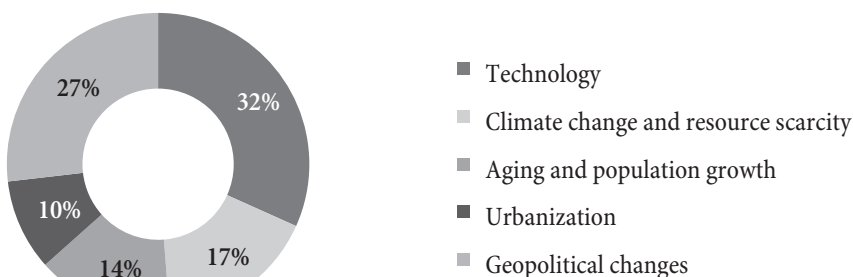 27%
32%
10%
14%
17%
Technology
Climate change and resource scarcity
Aging and population growth
Urbanization
Geopolitical changes